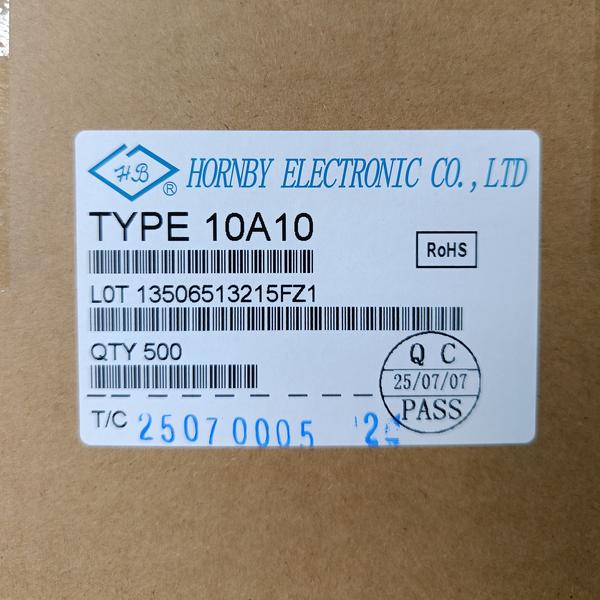 HB ® HORNBY ELECTRONIC CO., LTD
TYPE 10A10
RoHS
LOT 13506513215FZ1
QTY 500
Q C
25/07/07
PASS
T/C 25070005